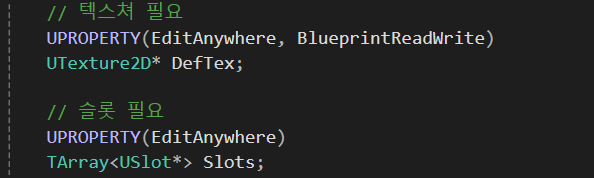 // 텍스쳐 필요
UPROPERTY(EditAnywhere, BlueprintReadWrite)
UTexture2D* DefTex;
// 슬롯 필요
UPROPERTY(EditAnywhere)
TArray<USlot*> Slots;